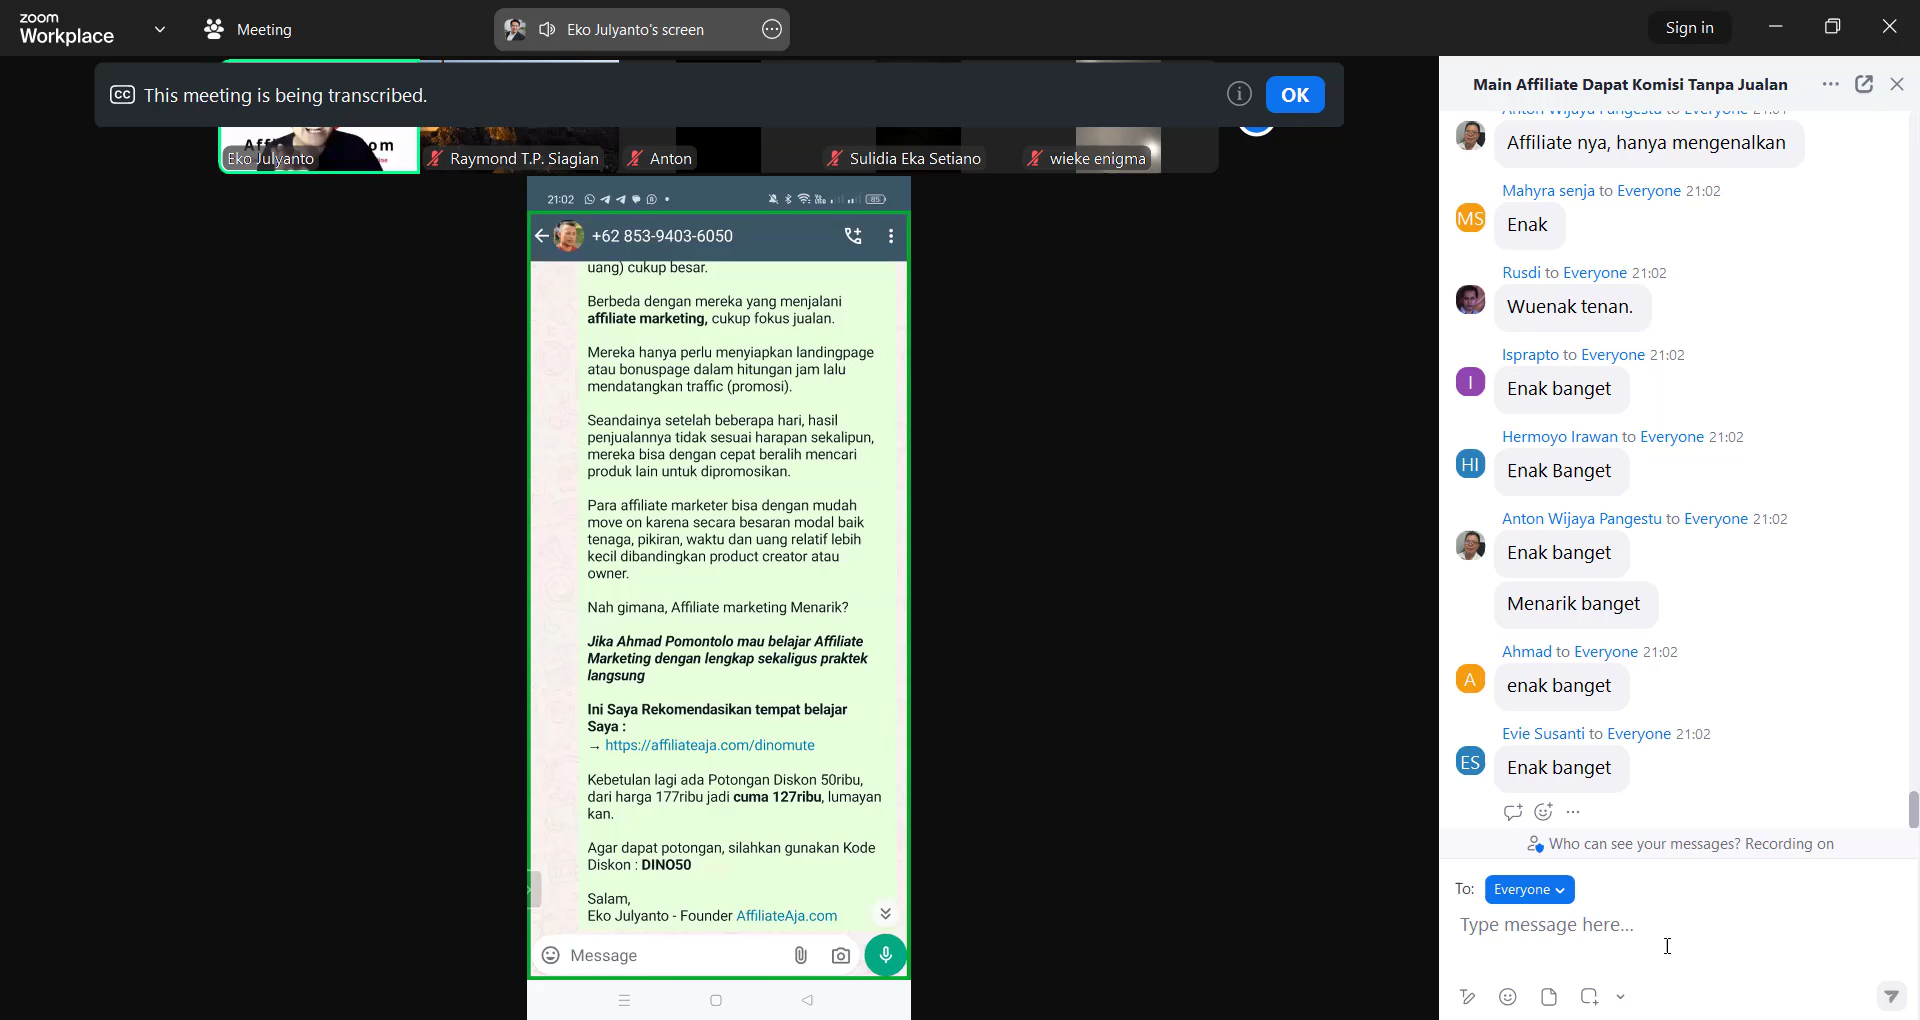 zoom
Workplace
Meeting
Eko Julyanto's screen
Sign in
CC This meeting is being transcribed.
OK
Eko Julyanto
Raymond T.P. Siagian
Anton
Sulidia Eka Setiano
wieke enigma
21:02
85
+62 853-9403-6050
uang) cukup besar.
Berbeda dengan mereka yang menjalani
affiliate marketing, cukup fokus jualan.
Mereka hanya perlu menyiapkan landingpage
atau bonuspage dalam hitungan jam lalu
mendatangkan traffic (promosi).
Seandainya setelah beberapa hari, hasil
penjualannya tidak sesuai harapan sekalipun,
mereka bisa dengan cepat beralih mencari
produk lain untuk dipromosikan.
Para affiliate marketer bisa dengan mudah
move on karena secara besaran modal baik
tenaga, pikiran, waktu dan uang relatif lebih
kecil dibandingkan product creator atau
owner.
Nah gimana, Affiliate marketing Menarik?
Jika Ahmad Pomontolo mau belajar Affiliate
Marketing dengan lengkap sekaligus praktek
langsung
Ini Saya Rekomendasikan tempat belajar
Saya :
→ https://affiliateaja.com/dinomute
Kebetulan lagi ada Potongan Diskon 50ribu,
dari harga 177ribu jadi cuma 127ribu, lumayan
kan.
Agar dapat potongan, silahkan gunakan Kode
Diskon : DINO50
Salam,
Eko Julyanto - Founder AffiliateAja.com
Message
Main Affiliate Dapat Komisi Tanpa Jualan
Anton Wijaya Pangestu to Everyone 21:01
Affiliate nya, hanya mengenalkan
Mahyra senja to Everyone 21:02
MS
Enak
Rusdi to Everyone 21:02
Wuenak tenan.
Isprapto to Everyone 21:02
I
Enak banget
Hermoyo Irawan to Everyone 21:02
HI
Enak Banget
Anton Wijaya Pangestu to Everyone 21:02
Enak banget
Menarik banget
Ahmad to Everyone 21:02
A
enak banget
Evie Susanti to Everyone 21:02
ES
Enak banget
Who can see your messages? Recording on
To: Everyone
Type message here...